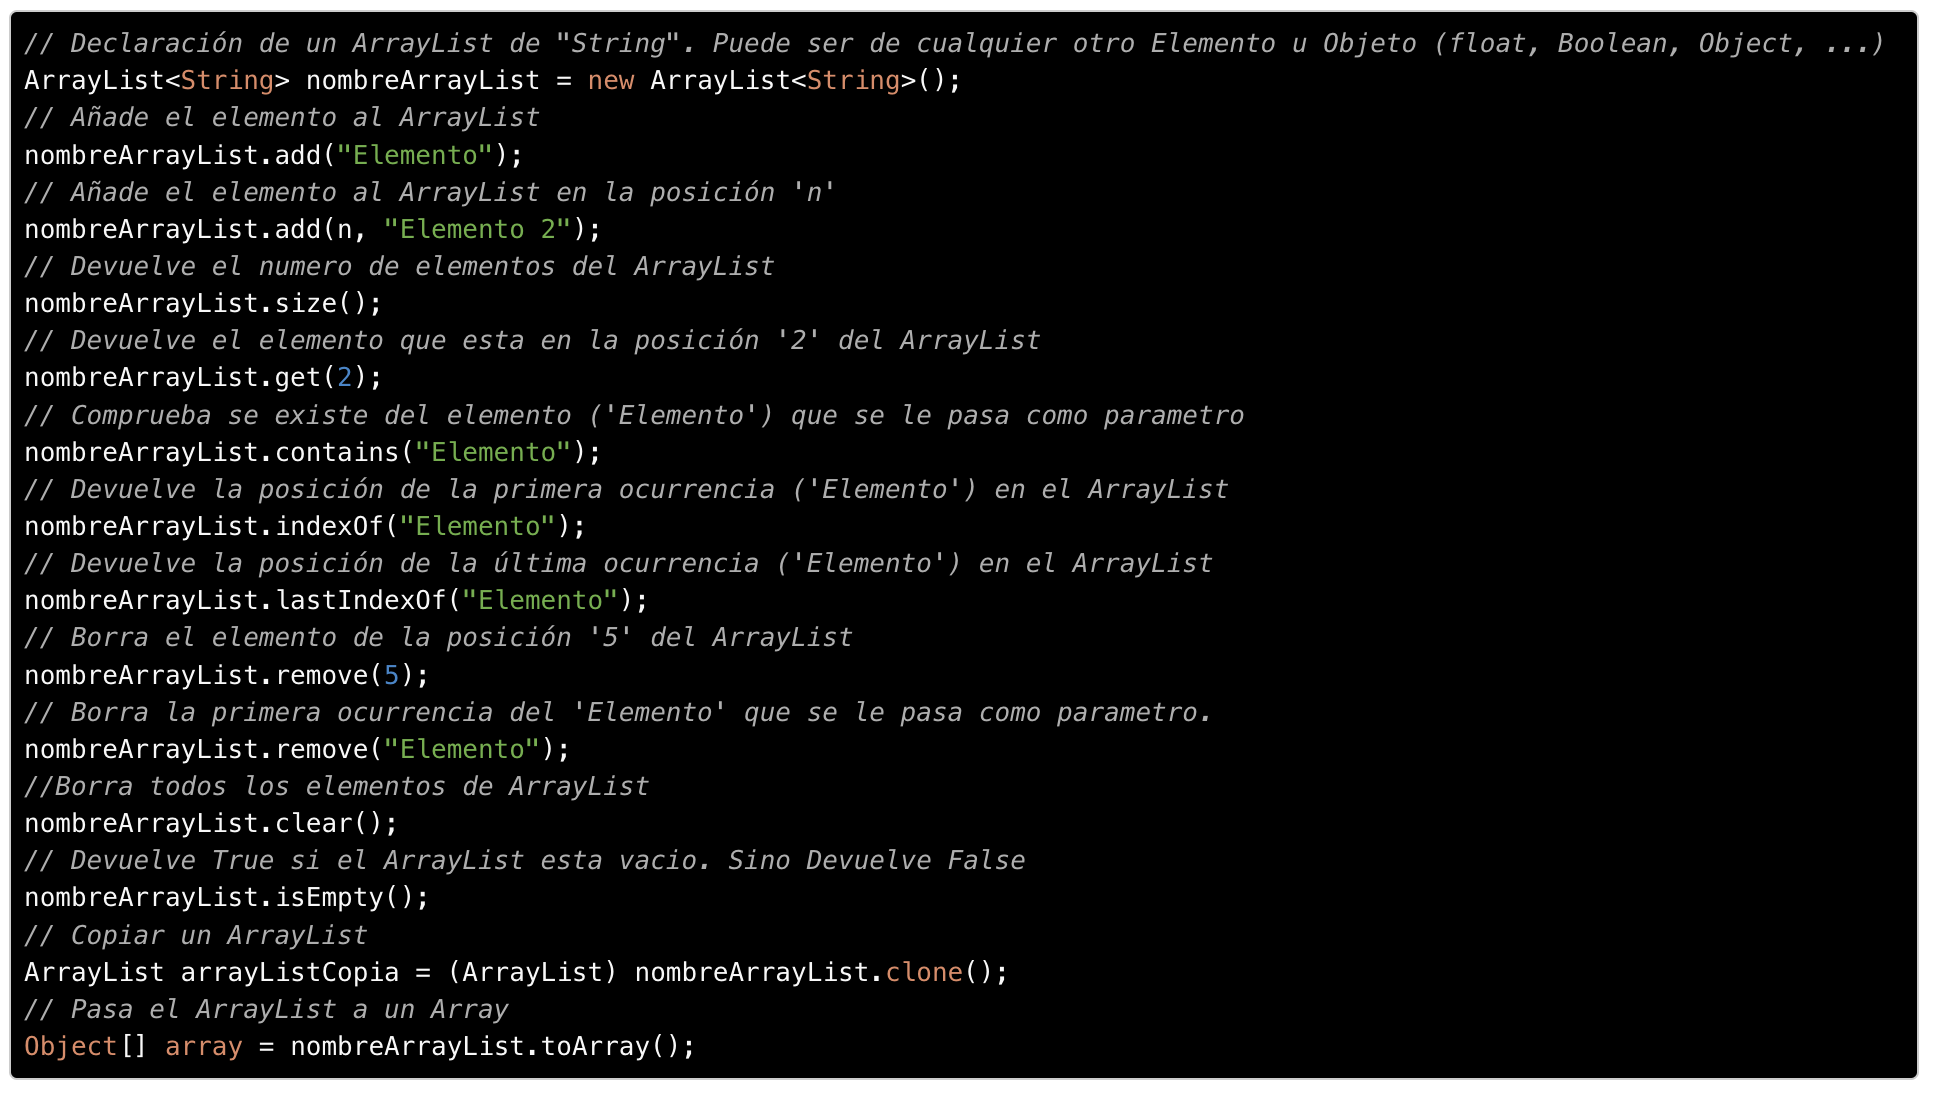 // Declaración de un ArrayList de "String". Puede ser de cualquier otro Elemento u Objeto (float, Boolean, Object, ...)
ArrayList<String> nombreArrayList = new ArrayList<String>();
// Añade el elemento al ArrayList
nombreArrayList.add("Elemento");
// Añade el elemento al ArrayList en la posición 'n'
nombreArrayList.add(n, "Elemento 2");
// Devuelve el numero de elementos del ArrayList
nombreArrayList.size();
// Devuelve el elemento que esta en la posición '2' del ArrayList
nombreArrayList.get(2);
// Comprueba se existe del elemento ('Elemento') que se le pasa como parametro
nombreArrayList.contains("Elemento");
// Devuelve la posición de la primera ocurrencia ('Elemento') en el ArrayList
nombreArrayList.indexOf("Elemento");
// Devuelve la posición de la última ocurrencia ('Elemento') en el ArrayList
nombreArrayList.lastIndexOf("Elemento");
// Borra el elemento de la posición '5' del ArrayList
nombreArrayList.remove(5);
// Borra la primera ocurrencia del 'Elemento' que se le pasa como parametro.
nombreArrayList.remove("Elemento");
//Borra todos los elementos de ArrayList
nombreArrayList.clear();
// Devuelve True si el ArrayList esta vacio. Sino Devuelve False
nombreArrayList.isEmpty();
// Copiar un ArrayList
ArrayList arrayListCopia = (ArrayList) nombreArrayList.clone();
// Pasa el ArrayList a un Array
Object[] array = nombreArrayList.toArray();